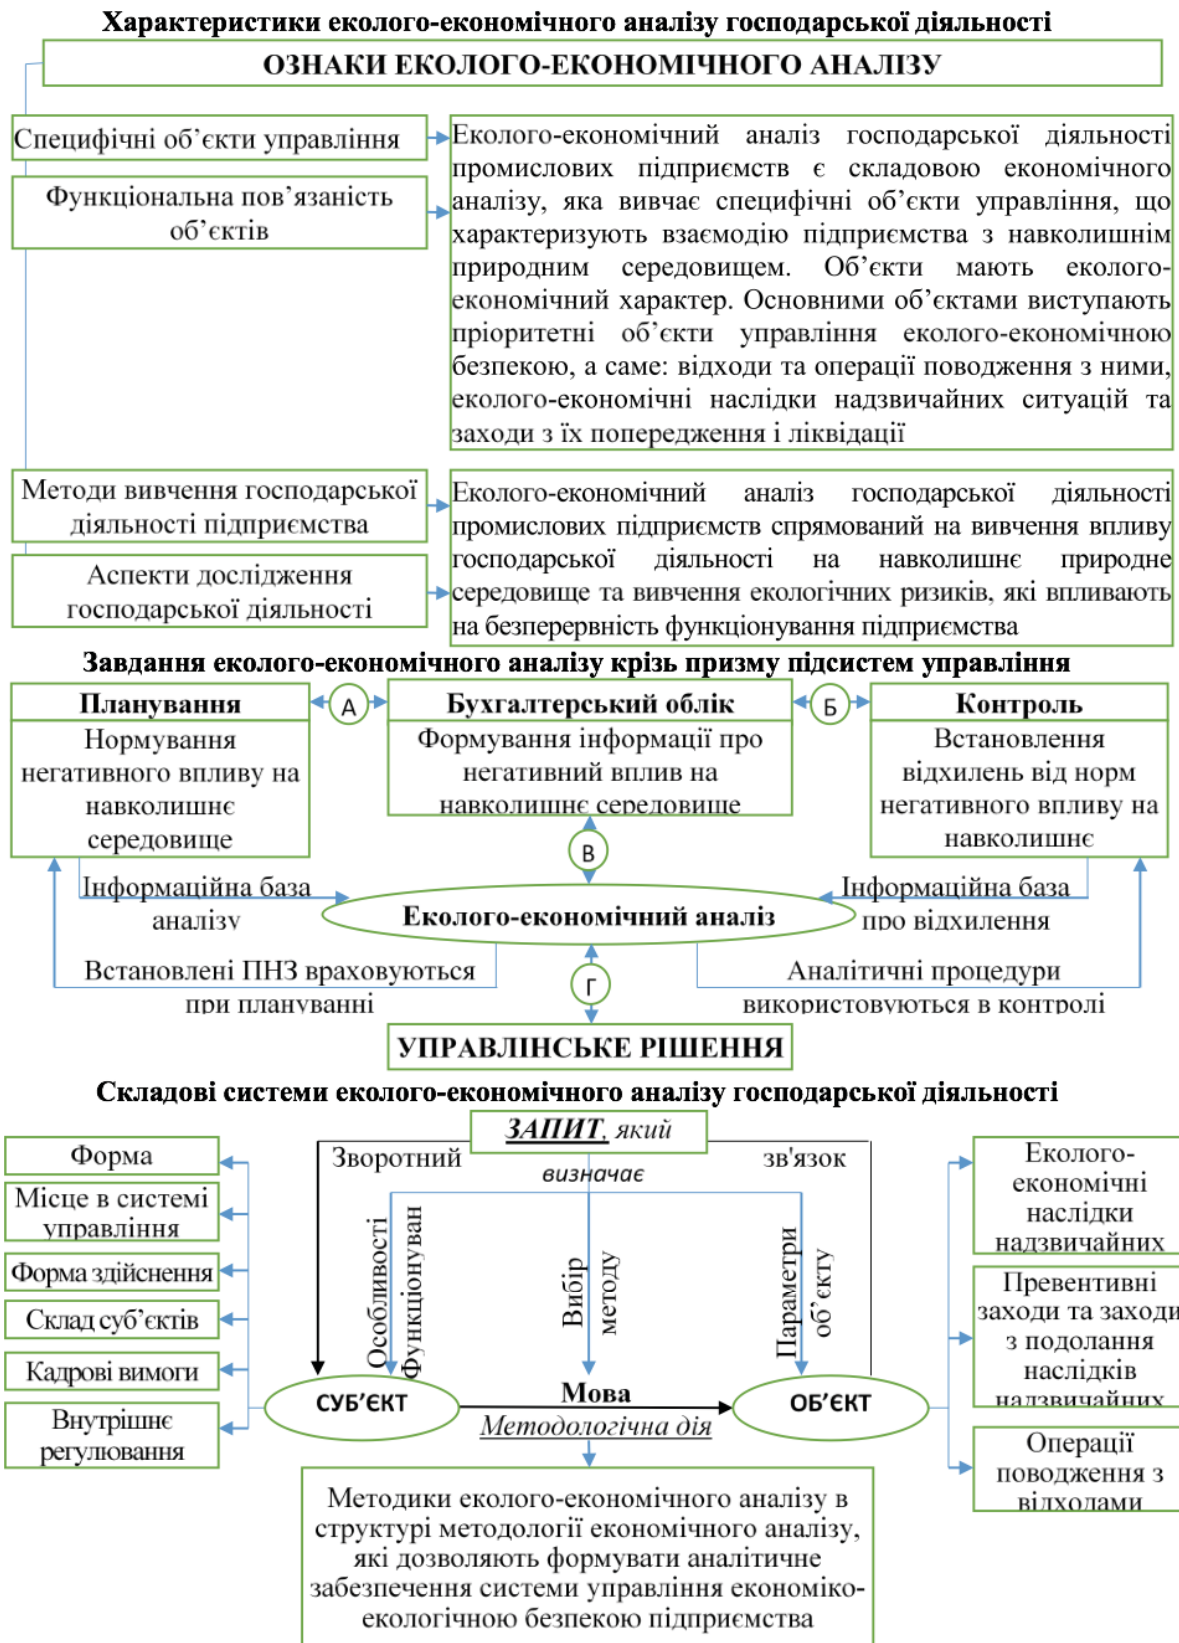 Характеристики еколого-економічного аналізу господарської діяльності
ОЗНАКИ ЕКОЛОГО-ЕКОНОМІЧНОГО АНАЛІЗУ
Специфічні об’єкти управління
Функціональна пов’язаність
об’єктів
Еколого-економічний аналіз господарської діяльності
промислових підприємств є складовою економічного
аналізу, яка вивчає специфічні об’єкти управління, що
характеризують взаємодію підприємства з навколишнім
природним середовищем. Об’єкти мають еколого-
економічний характер. Основними об’єктами виступають
пріоритетні об’єкти управління еколого-економічною
безпекою, а саме: відходи та операції поводження з ними,
еколого-економічні наслідки надзвичайних ситуацій та
заходи з їх попередження і ліквідації
Методи вивчення господарської
діяльності підприємства
Аспекти дослідження
господарської діяльності
Еколого-економічний аналіз господарської діяльності
промислових підприємств спрямований на вивчення впливу
господарської діяльності на навколишнє природне
середовище та вивчення екологічних ризиків, які впливають
на безперервність функціонування підприємства
Завдання еколого-економічного аналізу крізь призму підсистем управління
Планування
Нормування
негативного впливу на
навколишнє
середовище
А
Бухгалтерський облік
Формування інформації про
негативний вплив на
навколишнє середовище
Б
Контроль
Встановлення
відхилень від норм
негативного впливу на
навколишнє
В
Інформаційна база
аналізу
Еколого-економічний аналіз
Інформаційна база
про відхилення
Встановлені ПНЗ враховуються
при плануванні
Г
Аналітичні процедури
використовуються в контролі
УПРАВЛІНСЬКЕ РІШЕННЯ
Складові системи еколого-економічного аналізу господарської діяльності
ЗАПИТ, який
визначає
Зворотний
зв'язок
Форма
Місце в системі
управління
Форма здійснення
Склад суб’єктів
Кадрові вимоги
Внутрішнє
регулювання
Особливості
Функціонуван
Вибір
методу
Параметри
об’єкту
СУБ’ЄКТ
Мова
Методологічна дія
ОБ’ЄКТ
Еколого-
економічні
наслідки
надзвичайних
Превентивні
заходи та заходи
з подолання
наслідків
надзвичайних
Операції
поводження з
відходами
Методики еколого-економічного аналізу в
структурі методології економічного аналізу,
які дозволяють формувати аналітичне
забезпечення системи управління економіко-
екологічною безпекою підприємства